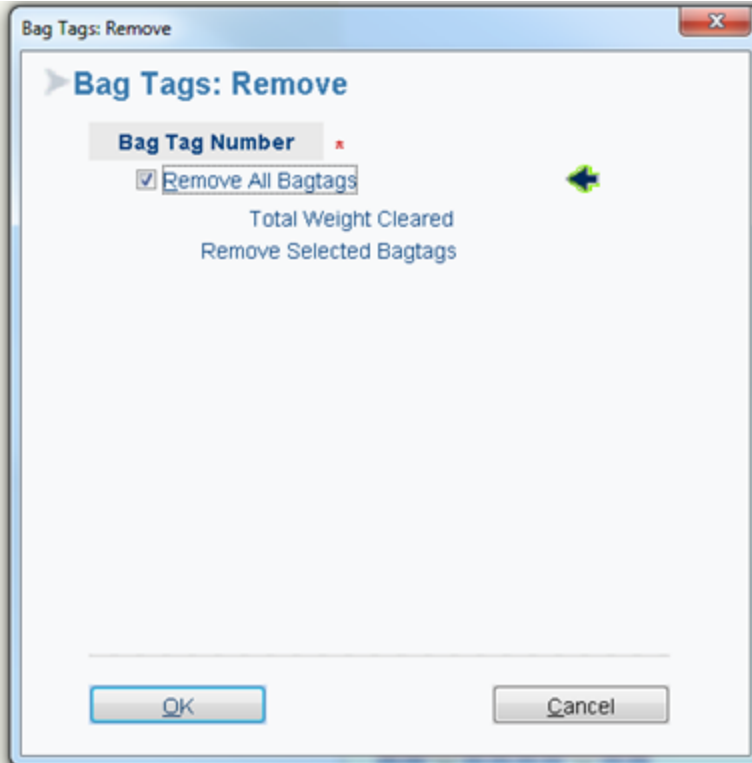 Bag Tags: Remove
Bag Tags: Remove
Bag Tag Number *
Remove All Bagtags
Total Weight Cleared
Remove Selected Bagtags
OK
Cancel